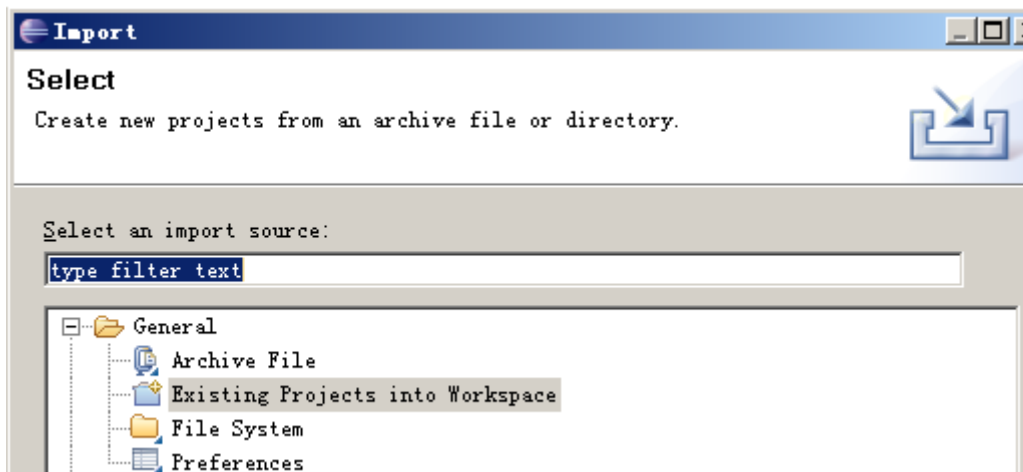 Import
Select
Create new projects from an archive file or directory.
Select an import source:
type filter text
General
Archive File
Existing Projects into Workspace
File System
Preferences